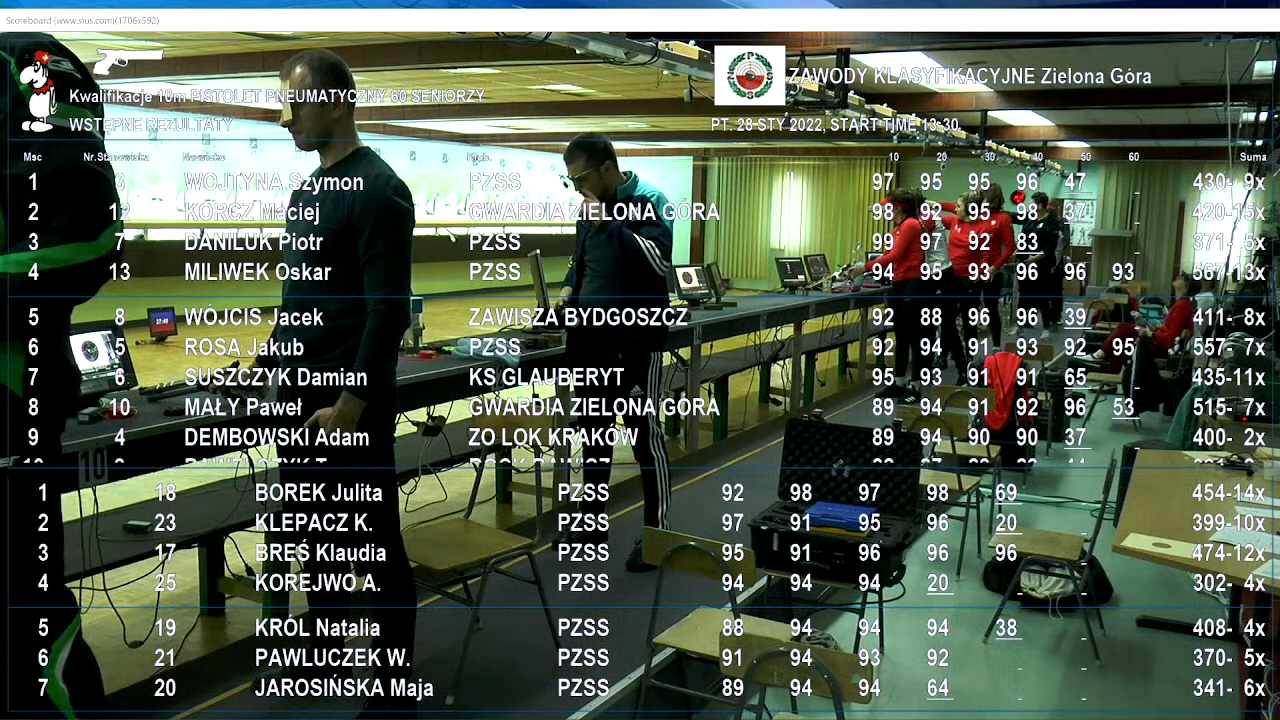 Scoreboard (www.sius.com)(1706x592)
ZAWODY KLASYFIKACYJNE Zielona Góra
Kwalifikacje 10m PISTOLET PNEUMATYCZNY 60 SENIORZY
WSTĘPNE REZULTATY PT. 28 STY 2022, START TIME 13:30
Msc Nr.Stanowiska Nazwisko Klub 10 20 30 40 50 60 Suma
1 3 WOJTYNA Szymon PZSS 97 95 95 96 47 _ 430- 9x
2 12 KORCZ Maciej GWARDIA ZIELONA GÓRA 98 92 95 98 37 _ 420-15x
3 7 DANILUK Piotr PZSS 99 97 92 83 _ _ 371- 5x
4 13 MILIWEK Oskar PZSS 94 95 93 96 96 93 567-13x
5 8 WÓJCIS Jacek ZAWISZA BYDGOSZCZ 92 88 96 96 39 _ 411- 8x
6 5 ROSA Jakub PZSS 92 94 91 93 92 95 557- 7x
7 6 SUSZCZYK Damian KS GLAUBERYT 95 93 91 91 65 _ 435-11x
8 10 MAŁY Paweł GWARDIA ZIELONA GÓRA 89 94 91 92 96 53 515- 7x
9 4 DEMBOWSKI Adam ZO LOK KRAKÓW 89 94 90 90 37 _ 400- 2x
10
1 18 BOREK Julita PZSS 92 98 97 98 69 _ 454-14x
2 23 KLEPACZ K. PZSS 97 91 95 96 20 _ 399-10x
3 17 BREŚ Klaudia PZSS 95 91 96 96 96 _ 474-12x
4 25 KOREJWO A. PZSS 94 94 94 20 _ _ 302- 4x
5 19 KRÓL Natalia PZSS 88 94 94 94 38 _ 408- 4x
6 21 PAWLUCZEK W. PZSS 91 94 93 92 _ _ 370- 5x
7 20 JAROSIŃSKA Maja PZSS 89 94 94 64 _ _ 341- 6x